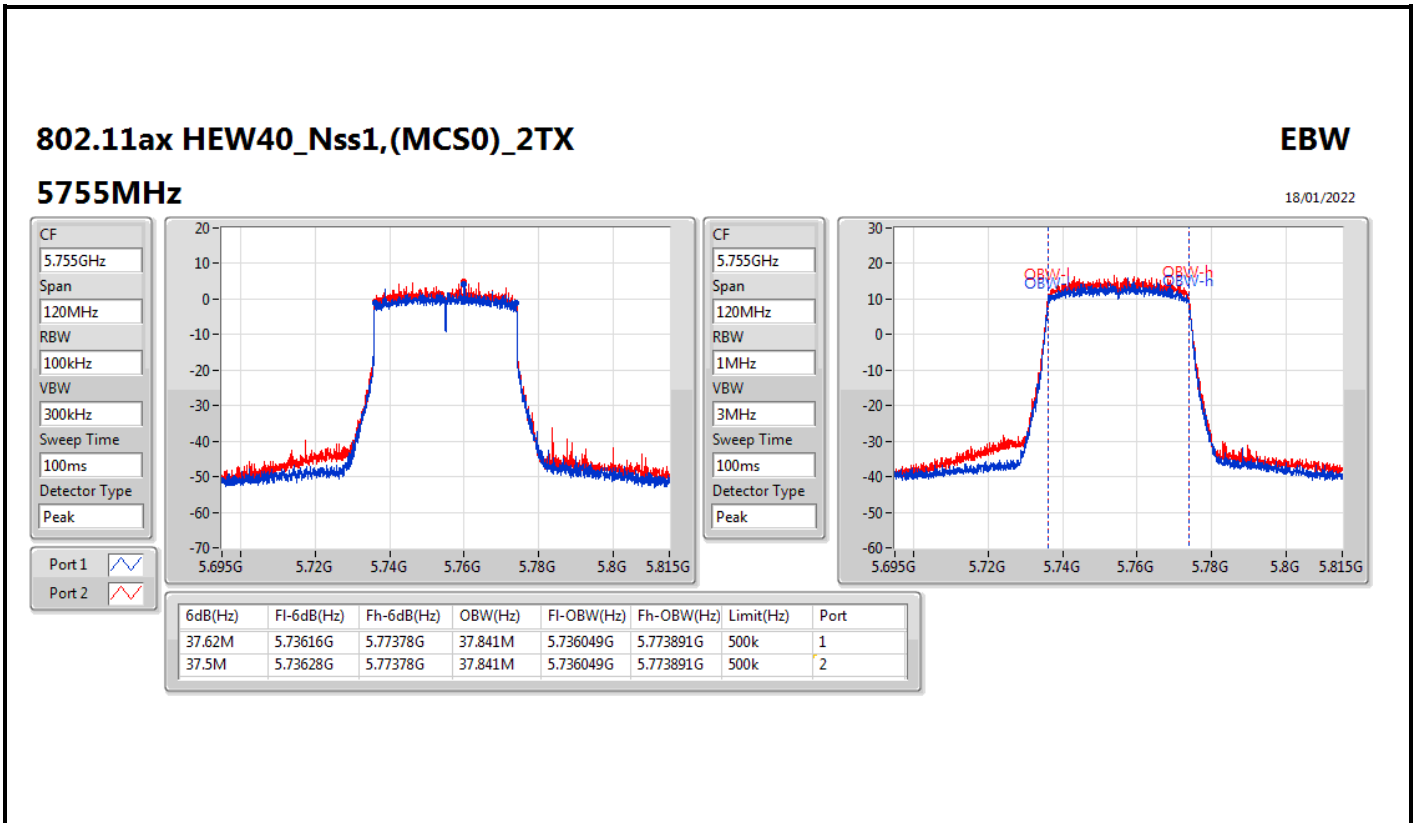 802.11ax HEW40_Nss1,(MCS0)_2TX
EBW
5755MHz
18/01/2022
CF
5.755GHz
Span
120MHz
RBW
100kHz
VBW
300kHz
Sweep Time
100ms
Detector Type
Peak
Port 1
Port 2
20
10
0
-10
-20
-30
-40
-50
-60
-70
5.695G 5.72G 5.74G 5.76G 5.78G 5.8G 5.815G
CF
5.755GHz
Span
120MHz
RBW
1MHz
VBW
3MHz
Sweep Time
100ms
Detector Type
Peak
30
20
10
0
-10
-20
-30
-40
-50
-60
OBW-l OBW-h
OBW-h
5.695G 5.72G 5.74G 5.76G 5.78G 5.8G 5.815G
6dB(Hz) Fl-6dB(Hz) Fh-6dB(Hz) OBW(Hz) Fl-OBW(Hz) Fh-OBW(Hz) Limit(Hz) Port
37.62M 5.73616G 5.77378G 37.841M 5.736049G 5.773891G 500k 1
37.5M 5.73628G 5.77378G 37.841M 5.736049G 5.773891G 500k 2